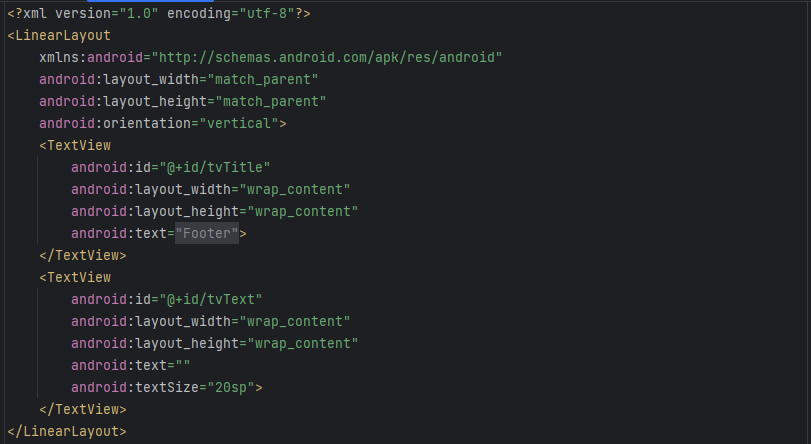 <?xml version="1.0" encoding="utf-8"?>
<LinearLayout
    xmlns:android="http://schemas.android.com/apk/res/android"
    android:layout_width="match_parent"
    android:layout_height="match_parent"
    android:orientation="vertical">
    <TextView
        android:id="@+id/tvTitle"
        android:layout_width="wrap_content"
        android:layout_height="wrap_content"
        android:text="Footer">
    </TextView>
    <TextView
        android:id="@+id/tvText"
        android:layout_width="wrap_content"
        android:layout_height="wrap_content"
        android:text=""
        android:textSize="20sp">
    </TextView>
</LinearLayout>